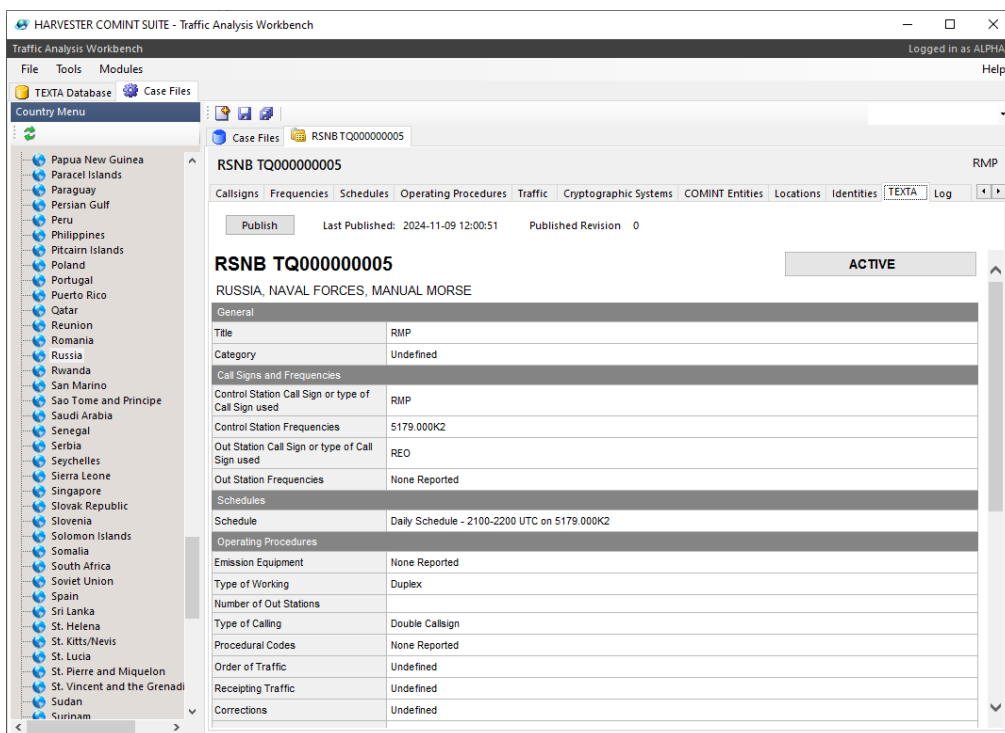 HARVESTER COMINT SUITE - Traffic Analysis Workbench
Traffic Analysis Workbench Logged in as ALPHA
File Tools Modules Help
TEXTA Database Case Files
Country Menu
Papua New Guinea
Paracel Islands
Paraguay
Persian Gulf
Peru
Philippines
Pitcairn Islands
Poland
Portugal
Puerto Rico
Qatar
Reunion
Romania
Russia
Rwanda
San Marino
Sao Tome and Principe
Saudi Arabia
Senegal
Serbia
Seychelles
Sierra Leone
Singapore
Slovak Republic
Slovenia
Solomon Islands
Somalia
South Africa
Soviet Union
Spain
Sri Lanka
St. Helena
St. Kitts/Nevis
St. Lucia
St. Pierre and Miquelon
St. Vincent and the Grenadi
Sudan
Surinam
Case Files RSNB TQ000000005
RSNB TQ000000005 RMP
Callsigns Frequencies Schedules Operating Procedures Traffic Cryptographic Systems COMINT Entities Locations Identities TEXTA Log
Publish Last Published: 2024-11-09 12:00:51 Published Revision 0
RSNB TQ000000005 ACTIVE
RUSSIA, NAVAL FORCES, MANUAL MORSE
General
Title RMP
Category Undefined
Call Signs and Frequencies
Control Station Call Sign or type of
Call Sign used RMP
Control Station Frequencies 5179.000K2
Out Station Call Sign or type of Call
Sign used REO
Out Station Frequencies None Reported
Schedules
Schedule Daily Schedule - 2100-2200 UTC on 5179.000K2
Operating Procedures
Emission Equipment None Reported
Type of Working Duplex
Number of Out Stations
Type of Calling Double Callsign
Procedural Codes None Reported
Order of Traffic Undefined
Receipting Traffic Undefined
Corrections Undefined